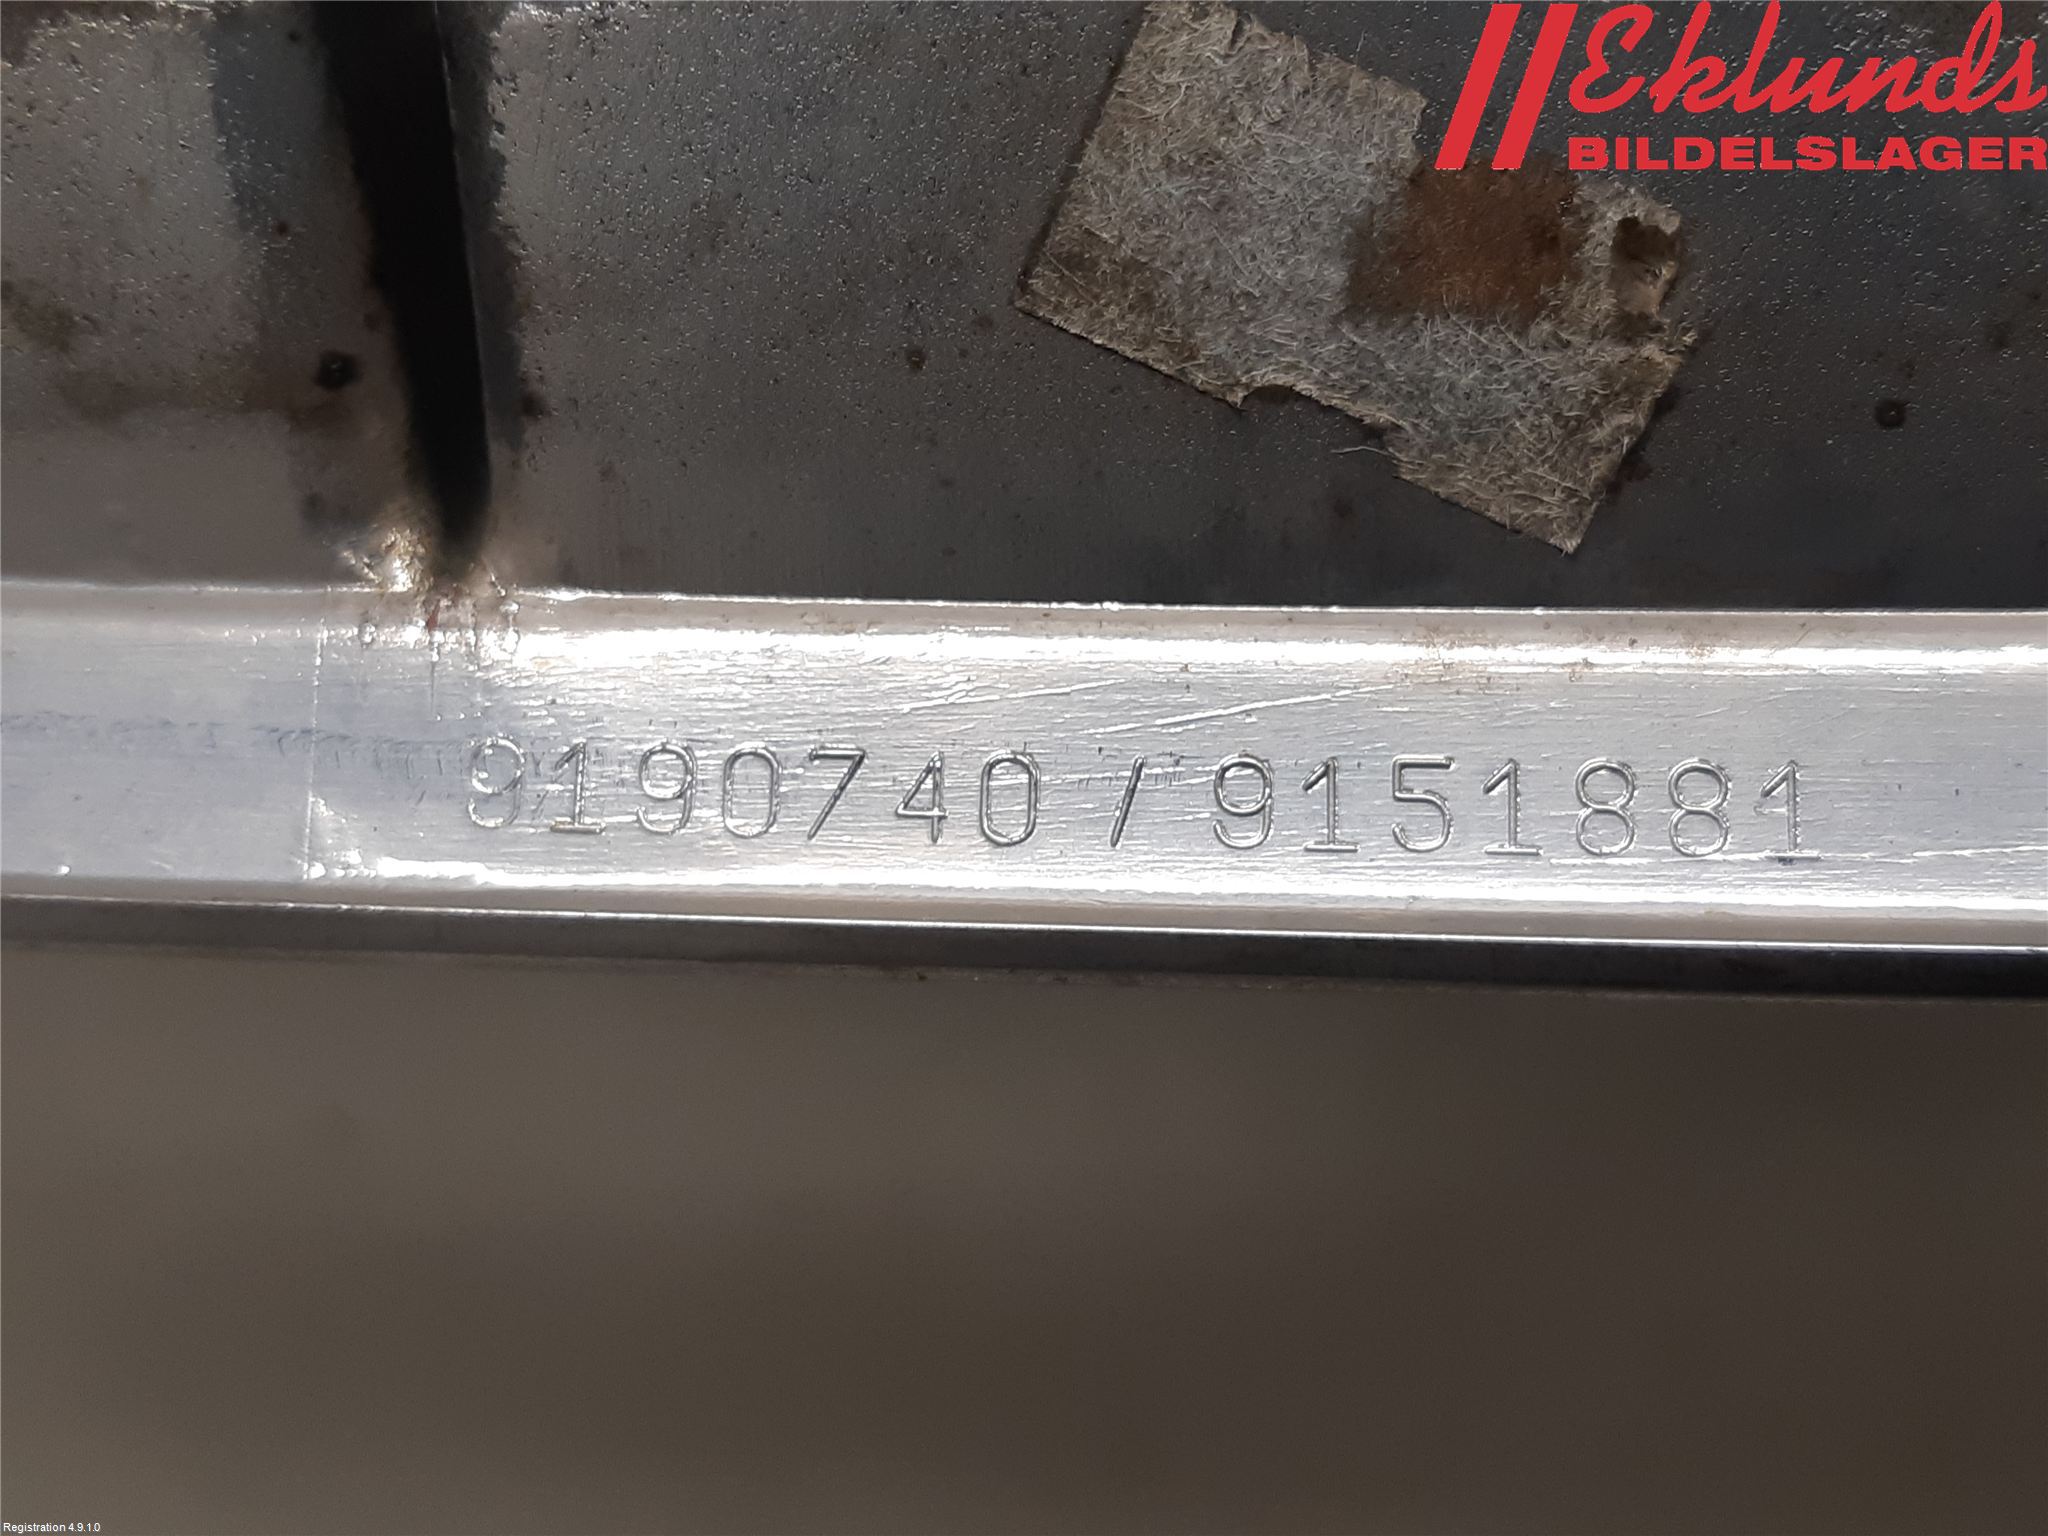 Eklunds
BILDELSLAGER
9190740 / 9151881
Registration 4.9.1.0